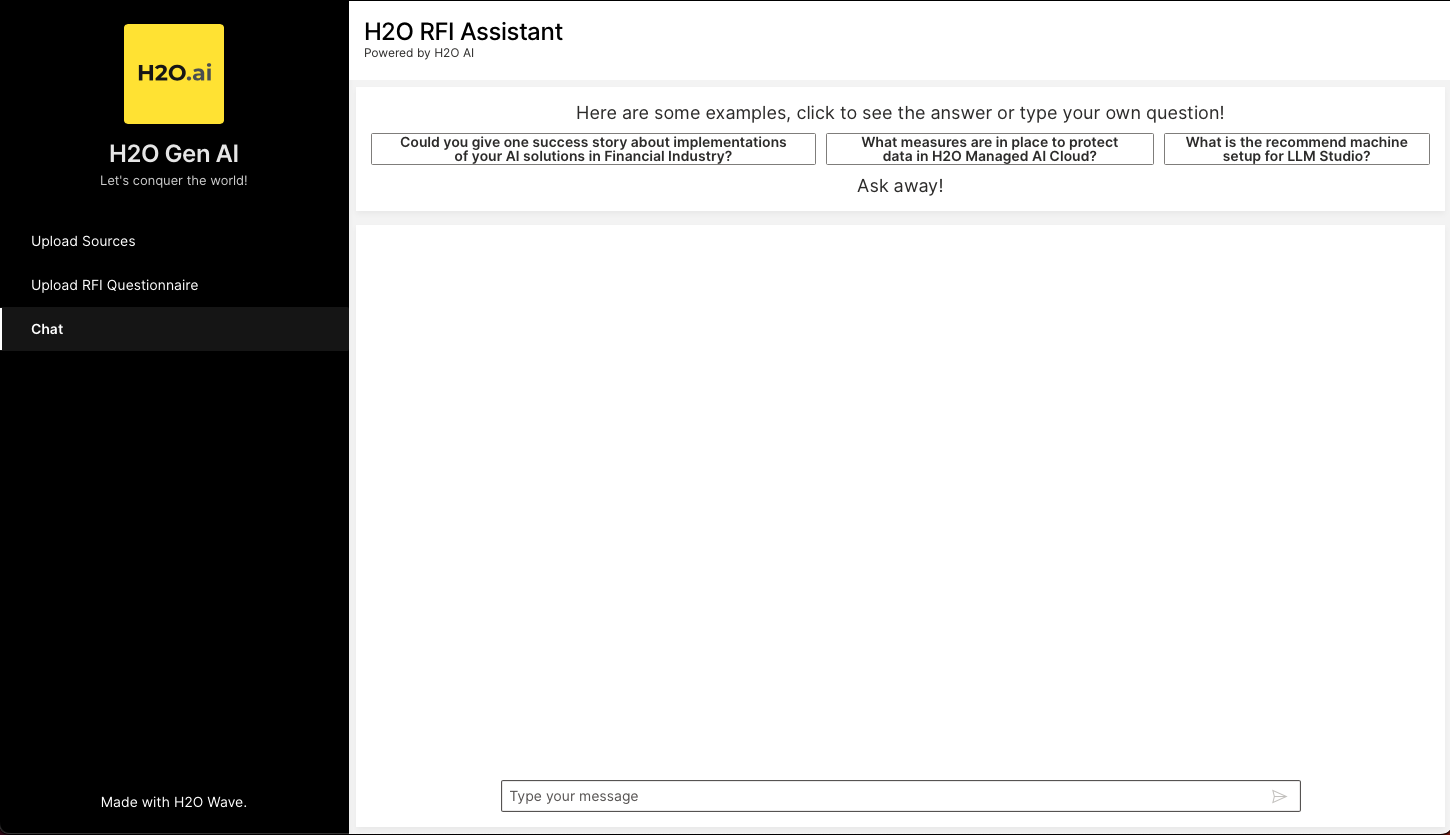 H2O.ai
H2O Gen AI
Let's conquer the world!
Upload Sources
Upload RFI Questionnaire
Chat
Made with H2O Wave.
H2O RFI Assistant
Powered by H2O AI
Here are some examples, click to see the answer or type your own question!
Could you give one success story about implementations
of your AI solutions in Financial Industry?
What measures are in place to protect
data in H2O Managed AI Cloud?
What is the recommend machine
setup for LLM Studio?
Ask away!
Type your message